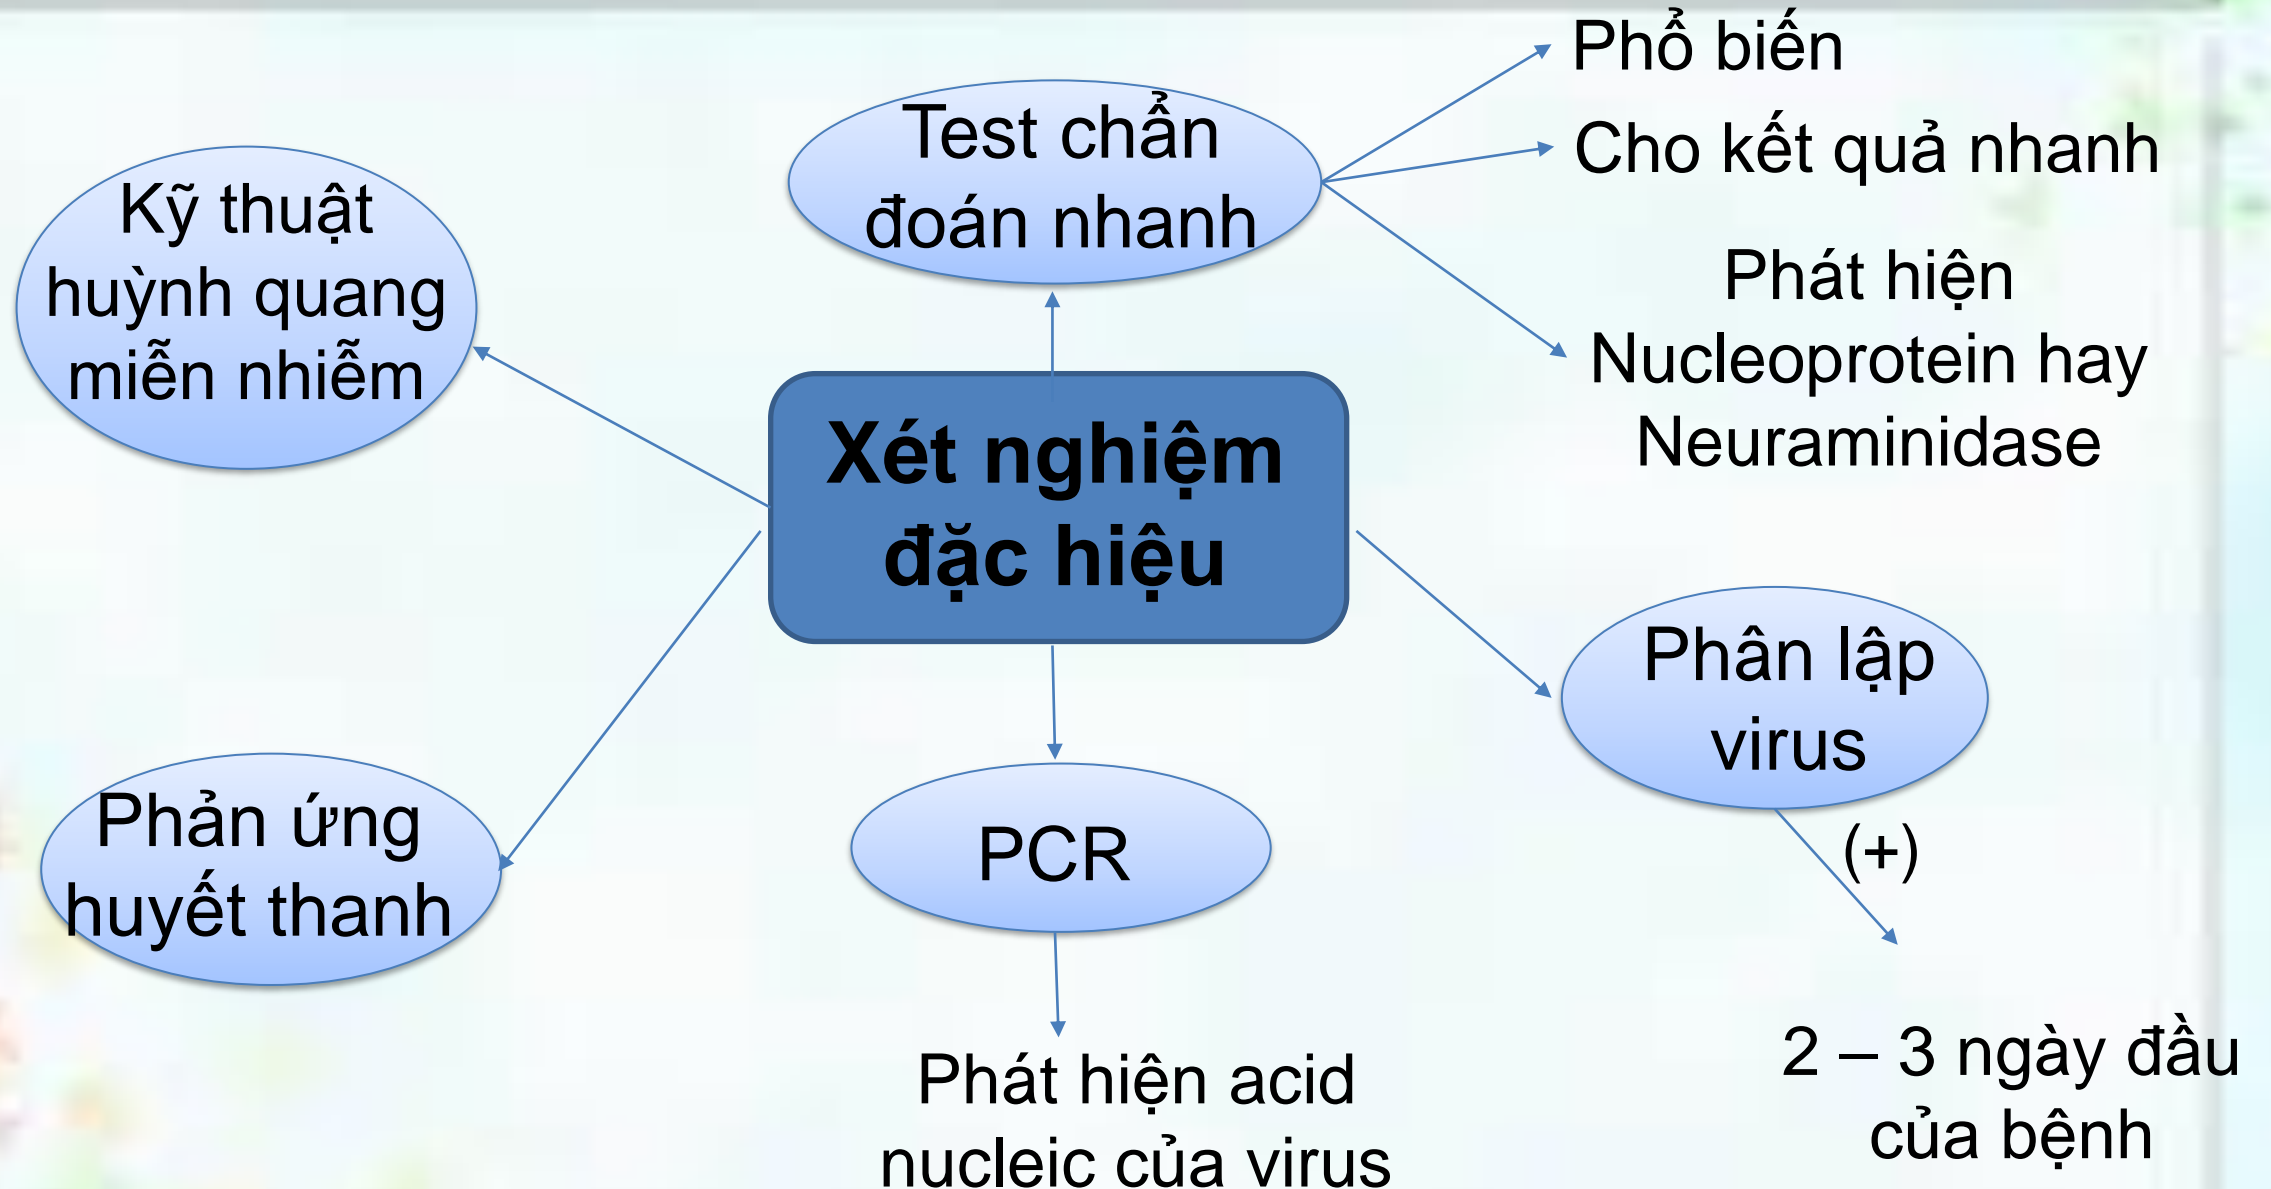 Phổ biến
Cho kết quả nhanh
Phát hiện
Nucleoprotein hay
Neuraminidase
Test chẩn
đoán nhanh
Kỹ thuật
huỳnh quang
miễn nhiễm
Xét nghiệm
đặc hiệu
Phân lập
virus
(+)
2 – 3 ngày đầu
của bệnh
PCR
Phát hiện acid
nucleic của virus
Phản ứng
huyết thanh